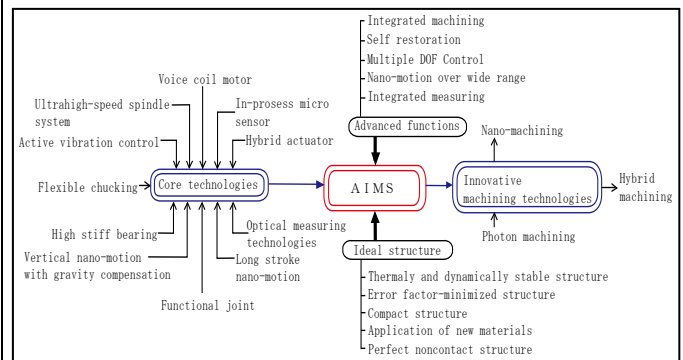 Integrated machining
Self restoration
Multiple DOF Control
Nano-motion over wide range
Integrated measuring
Advanced functions
Voice coil motor
Ultrahigh-speed spindle
system
In-prosess micro
sensor
Active vibration control
Hybrid actuator
Flexible chucking
Core technologies
High stiff bearing
Optical measuring
technologies
Vertical nano-motion
with gravity compensation
Long stroke
nano-motion
Functional joint
AIMS
Nano-machining
Innovative
machining technologies
Hybrid
machining
Photon machining
Ideal structure
Thermaly and dynamically stable structure
Error factor-minimized structure
Compact structure
Application of new materials
Perfect noncontact structure